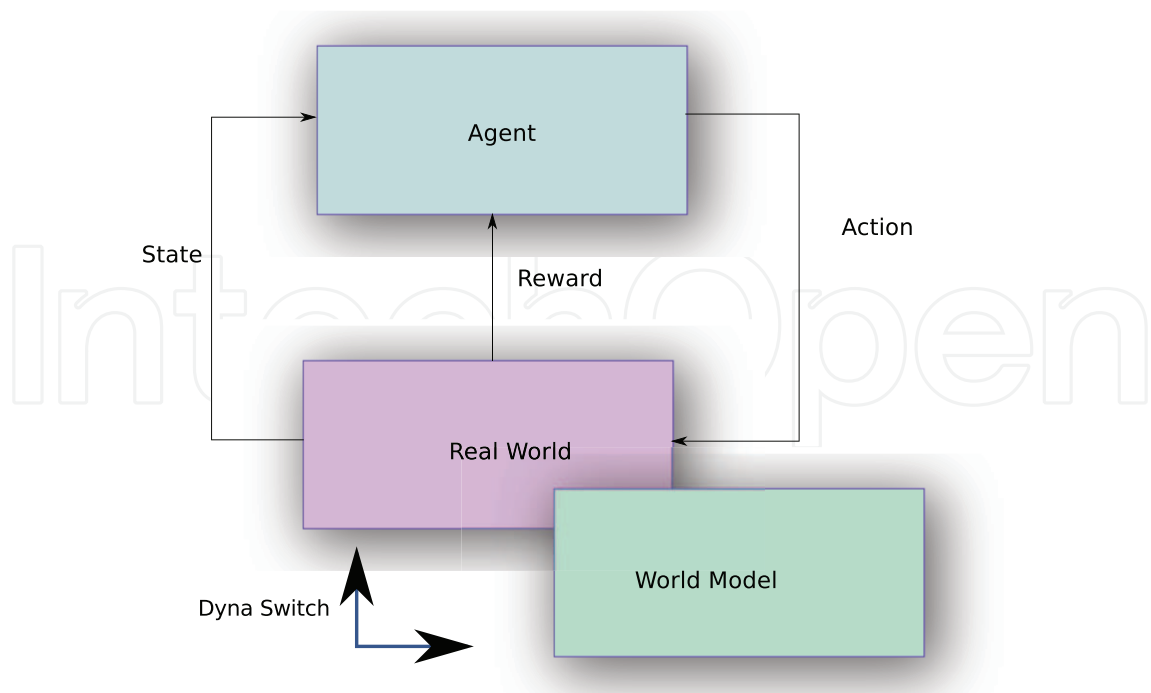 Agent
Action
State
Reward
IntechOpen
Real World
World Model
Dyna Switch